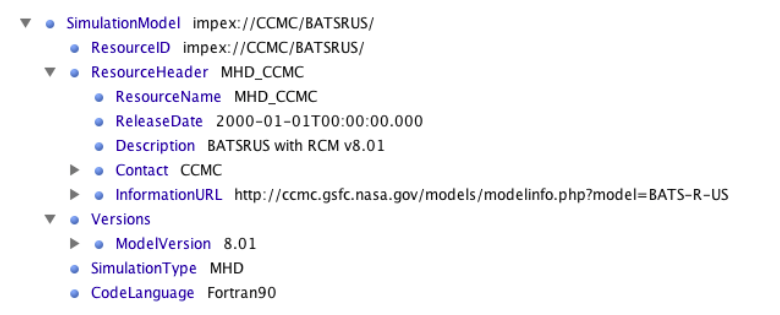 SimulationModel impex://CCMC/BATSRUS/
ResourceID impex://CCMC/BATSRUS/
ResourceHeader MHD_CCMC
ResourceName MHD_CCMC
ReleaseDate 2000-01-01T00:00:00.000
Description BATSRUS with RCM v8.01
Contact CCMC
InformationURL http://ccmc.gsfc.nasa.gov/models/modelinfo.php?model=BATS-R-US
Versions
ModelVersion 8.01
SimulationType MHD
CodeLanguage Fortran90